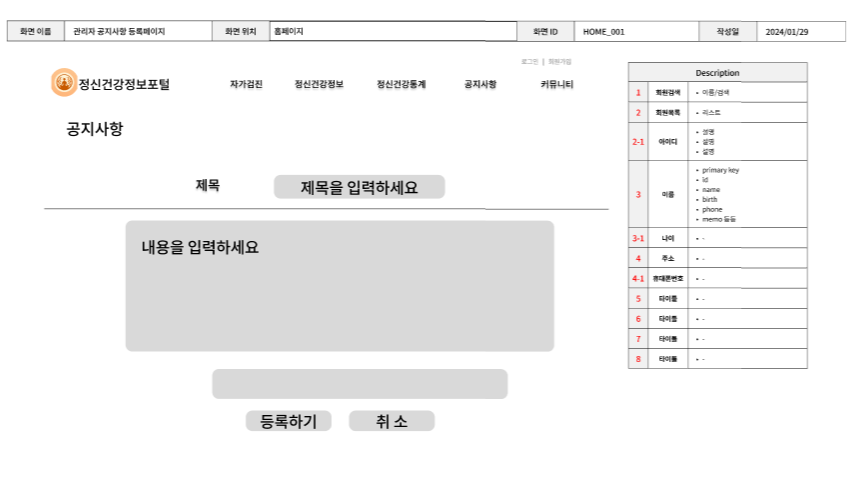 화면 이름 관리자 공지사항 등록페이지 화면 위치 홈페이지 화면 ID HOME_001 작성일 2024/01/29
로그인 | 회원가입
정신건강정보포털 자가검진 정신건강정보 정신건강통계 공지사항 커뮤니티
공지사항
제목 제목을 입력하세요
내용을 입력하세요
등록하기 취 소
Description
1 회원검색 • 이름/검색
2 회원목록 • 리스트
2-1 아이디 • 설명
• 설명
• 설명
3 이름 • primary key
• id
• name
• birth
• phone
• memo 등등
3-1 나이 • -
4 주소 • -
4-1 휴대폰번호 • -
5 타이틀 • -
6 타이틀 • -
7 타이틀 • -
8 타이틀 • -